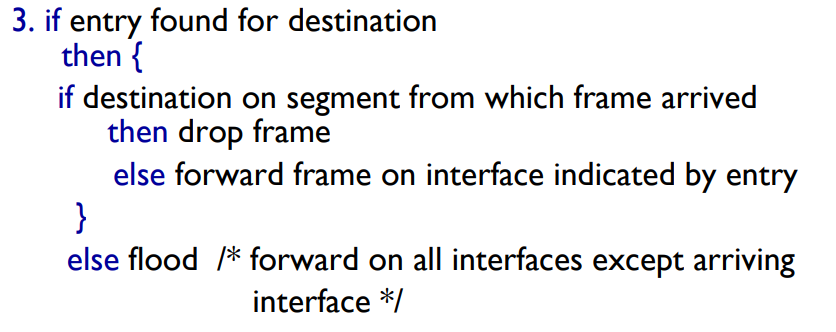 3. if entry found for destination
then {
if destination on segment from which frame arrived
then drop frame
else forward frame on interface indicated by entry
}
else flood /* forward on all interfaces except arriving
interface */